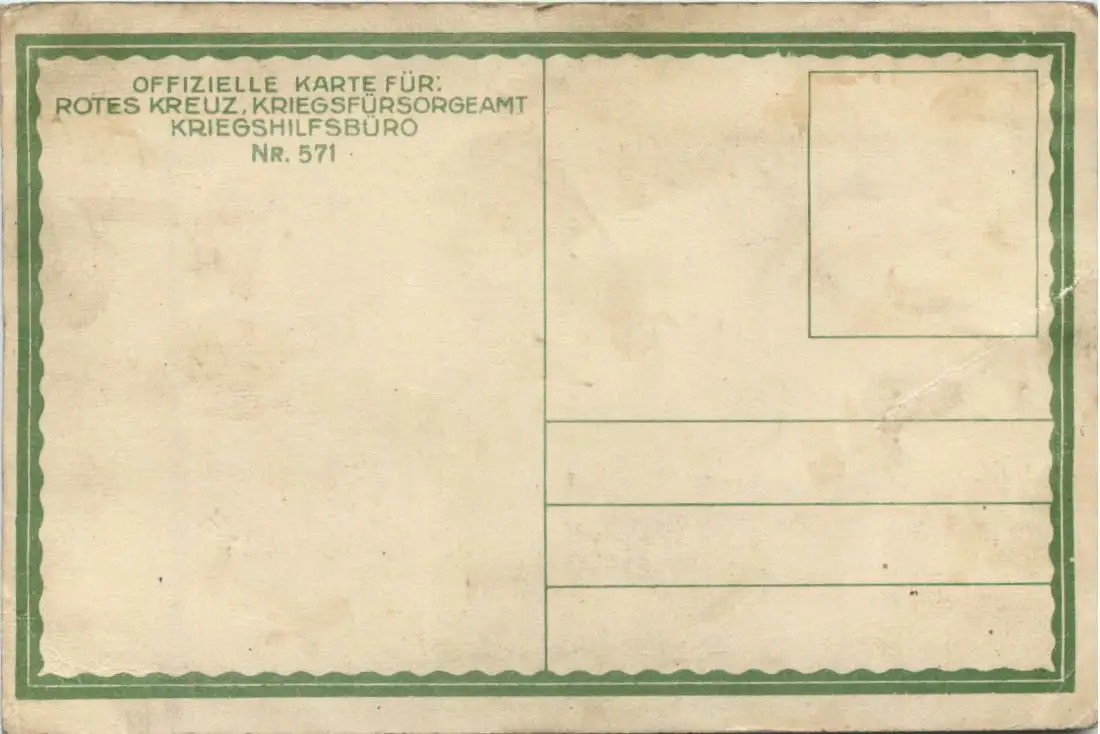 OFFIZIELLE KARTE FÜR:
ROTES KREUZ, KRIEGSFÜRSORGEAMT
KRIEGSHILFSBÜRO
NR. 571